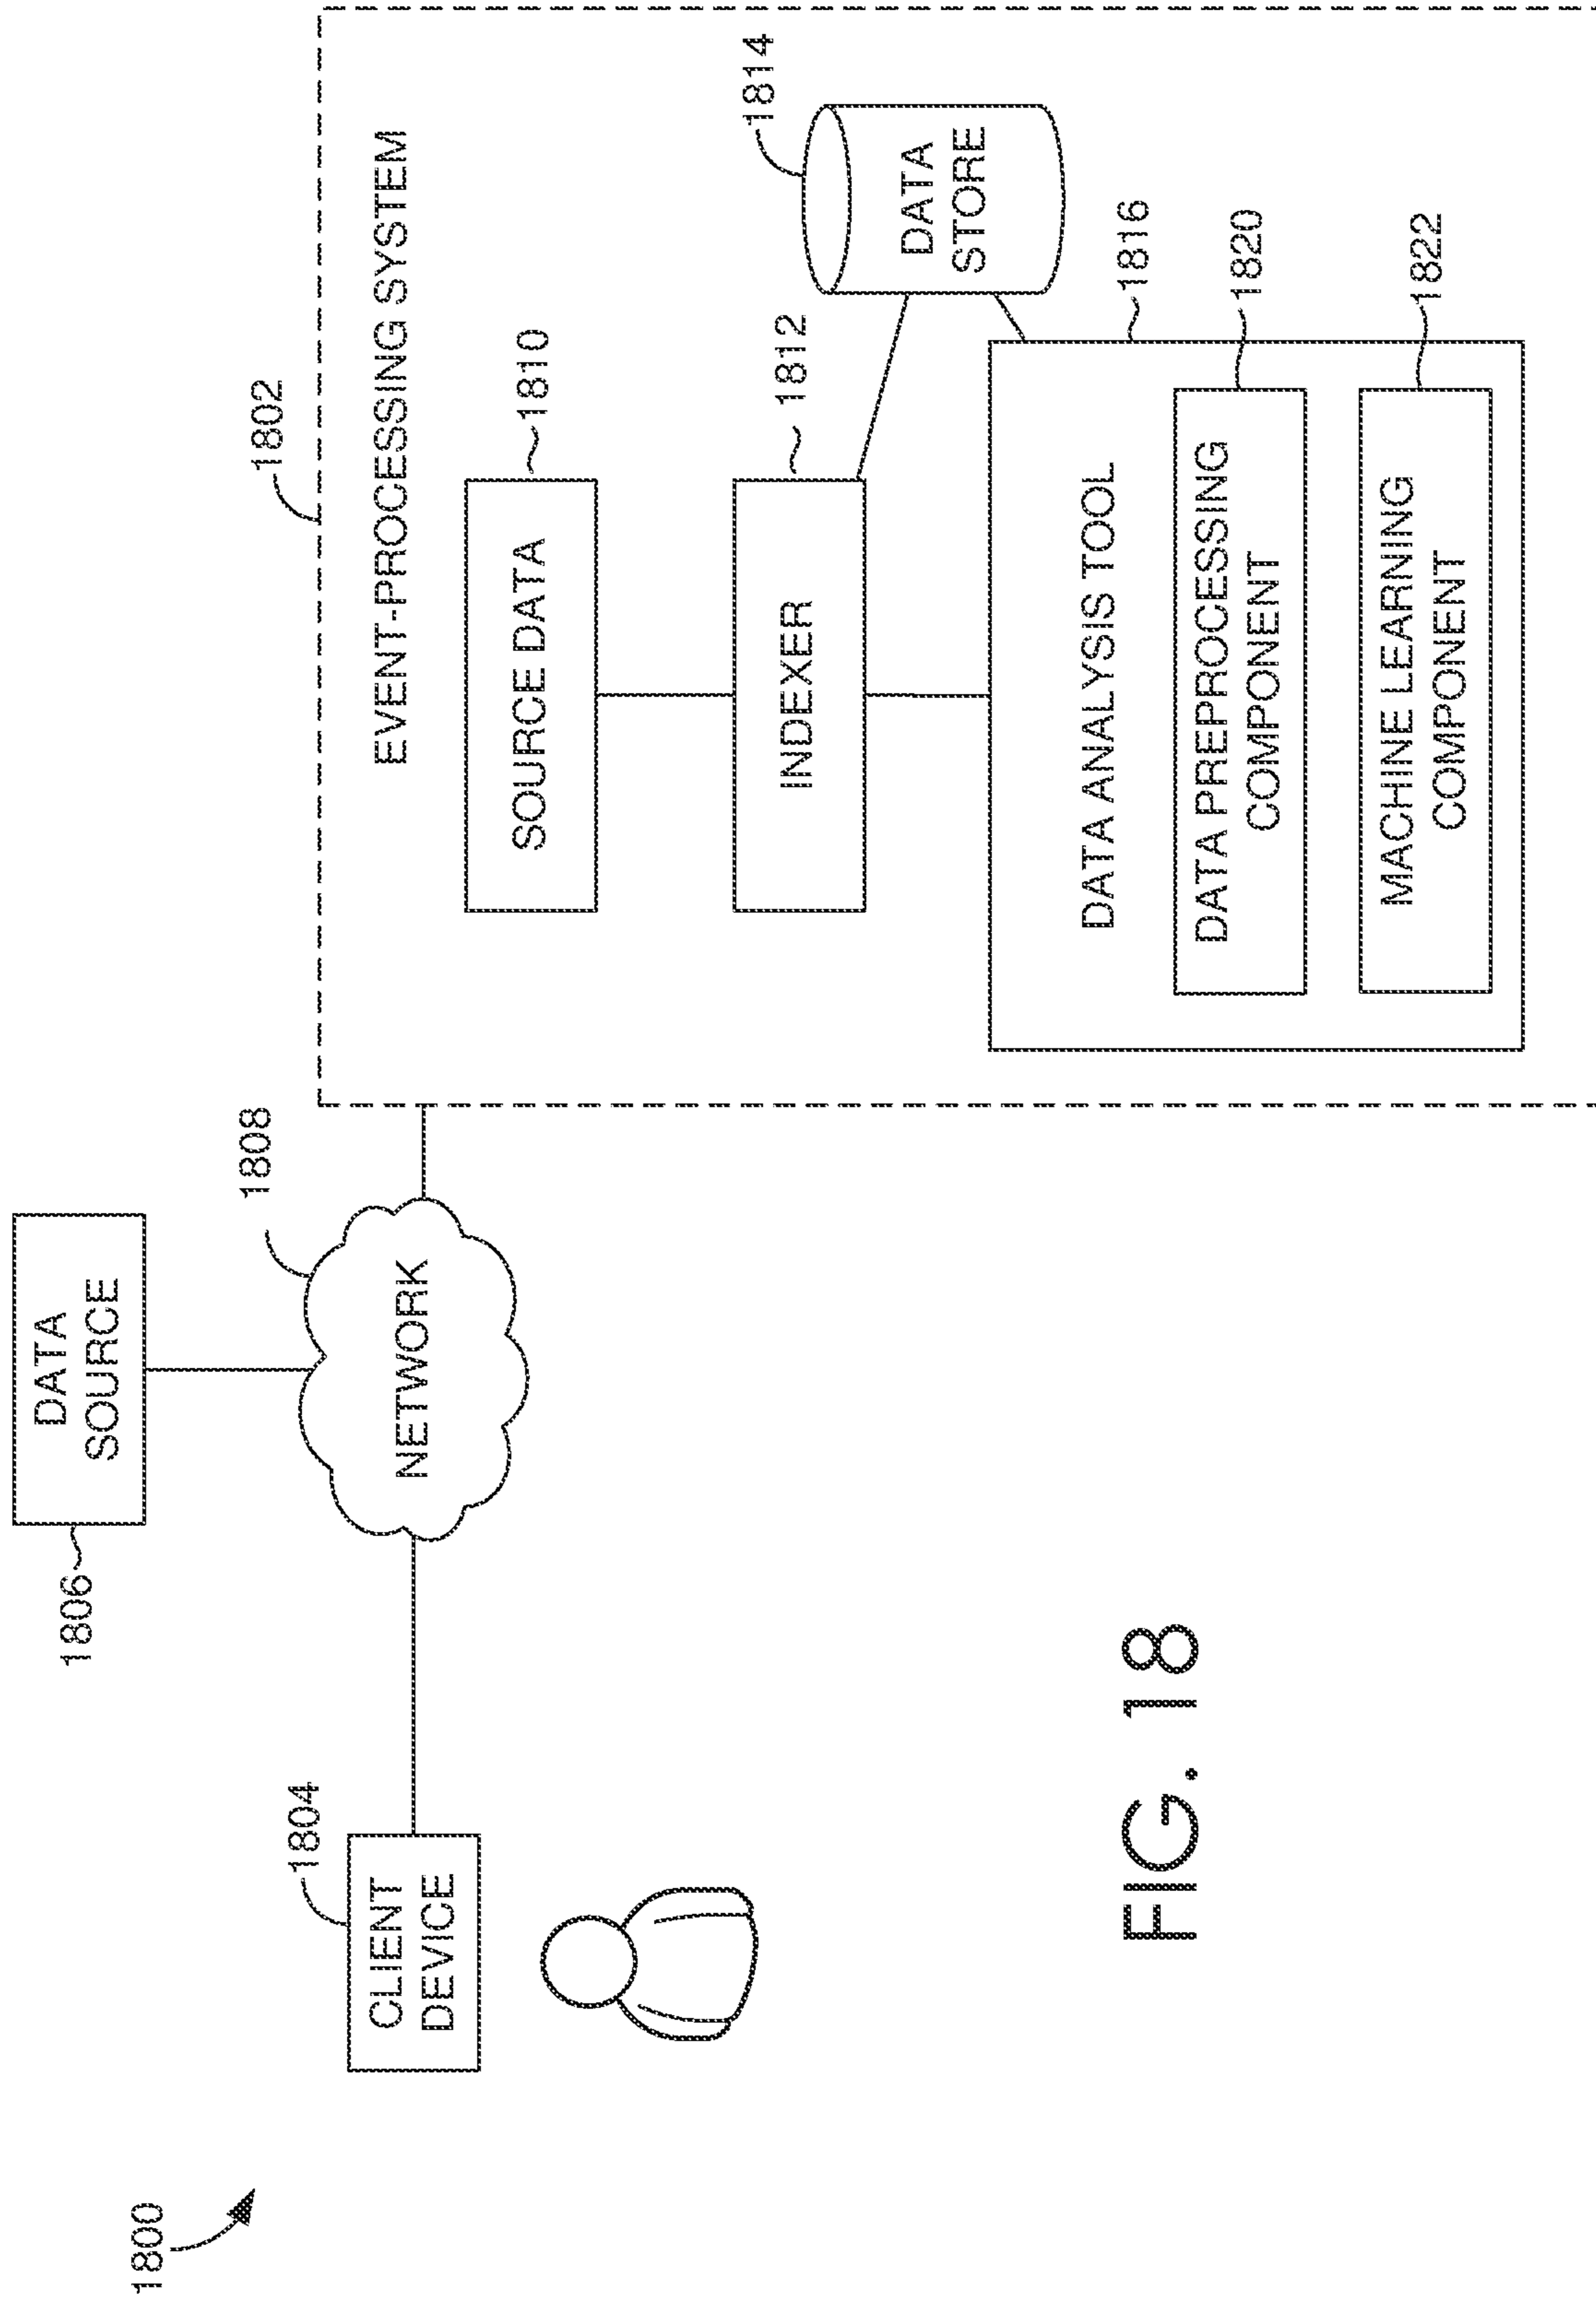 1800
1806
DATA
SOURCE
1808
1802
EVENT-PROCESSING SYSTEM
1804
CLIENT
DEVICE
NETWORK
SOURCE DATA
1810
INDEXER
1812
1814
DATA
STORE
DATA ANALYSIS TOOL
1816
DATA PREPROCESSING
COMPONENT
1820
MACHINE LEARNING
COMPONENT
1822
FIG. 18